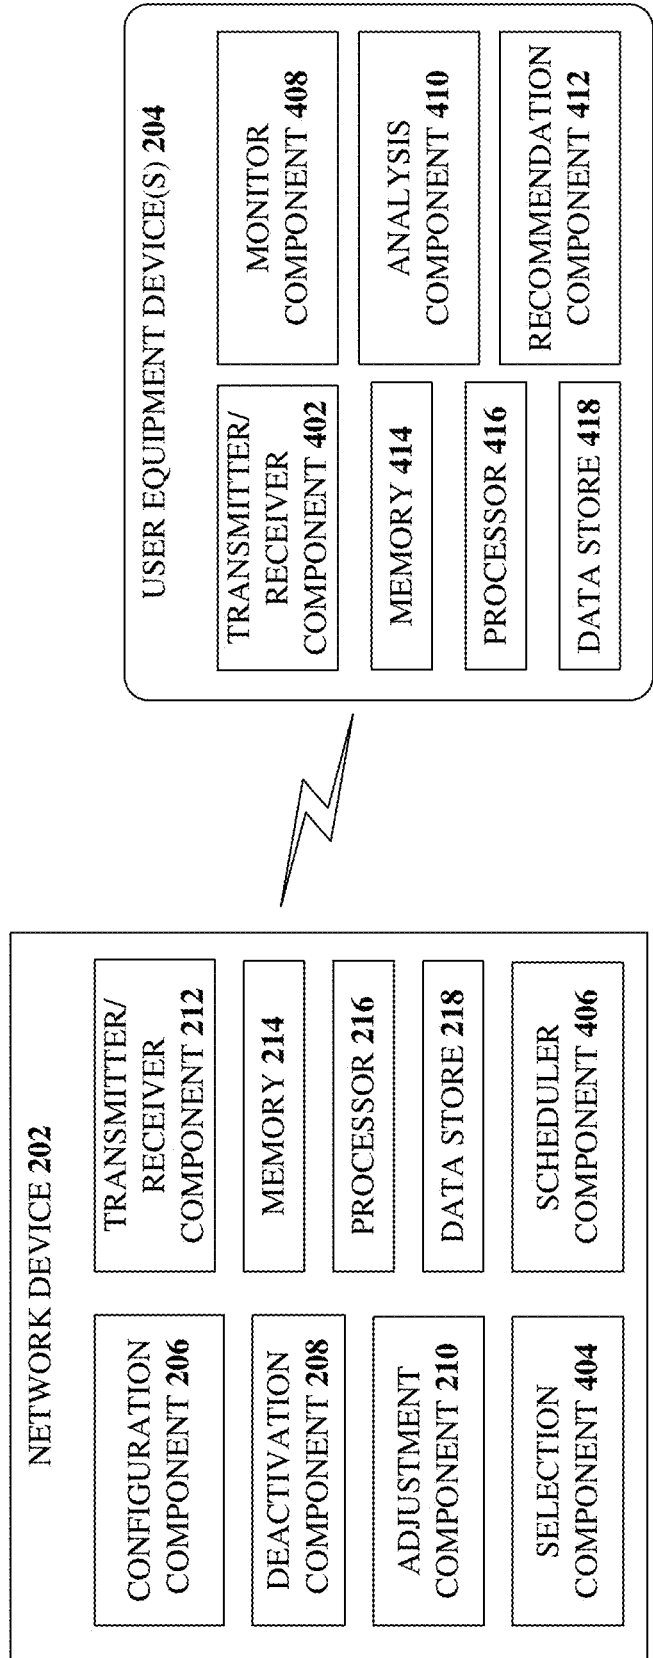 NETWORK DEVICE 202
CONFIGURATION
COMPONENT 206
DEACTIVATION
COMPONENT 208
ADJUSTMENT
COMPONENT 210
SELECTION
COMPONENT 404
TRANSMITTER/
RECEIVER
COMPONENT 212
MEMORY 214
PROCESSOR 216
DATA STORE 218
SCHEDULER
COMPONENT 406
USER EQUIPMENT DEVICE(S) 204
TRANSMITTER/
RECEIVER
COMPONENT 402
MEMORY 414
PROCESSOR 416
DATA STORE 418
MONITOR
COMPONENT 408
ANALYSIS
COMPONENT 410
RECOMMENDATION
COMPONENT 412